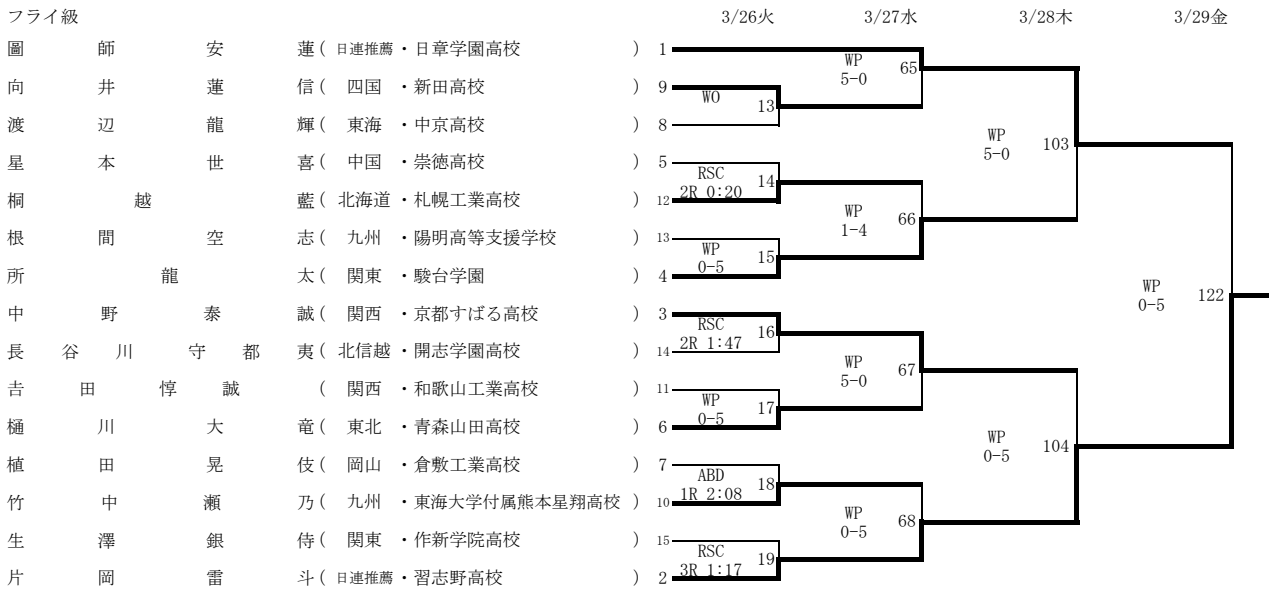 フライ級 3/26火 3/27水 3/28木 3/29金
圖師安蓮( 日連推薦・日章学園高校 ) 1
WP
5-0 65
向井蓮信( 四国 ・新田高校 ) 9
WO 13
渡辺龍輝( 東海 ・中京高校 ) 8
WP
5-0 103
星本世喜( 中国 ・崇徳高校 ) 5
RSC 14
2R 0:20
桐越藍( 北海道・札幌工業高校 ) 12
WP
1-4 66
根間空志( 九州 ・陽明高等支援学校 ) 13
WP 15
0-5
所龍太( 関東 ・駿台学園 ) 4
WP
0-5 122
中野泰誠( 関西 ・京都すばる高校 ) 3
RSC 16
2R 1:47
長谷川守都夷( 北信越・開志学園高校 ) 14
WP
5-0 67
吉田惇誠( 関西 ・和歌山工業高校 ) 11
WP 17
0-5
樋川大竜( 東北 ・青森山田高校 ) 6
WP
0-5 104
植田晃伎( 岡山 ・倉敷工業高校 ) 7
ABD 18
1R 2:08
竹中瀬乃( 九州 ・東海大学付属熊本星翔高校 ) 10
WP
0-5 68
生澤銀侍( 関東 ・作新学院高校 ) 15
RSC 19
3R 1:17
片岡雷斗( 日連推薦・習志野高校 ) 2